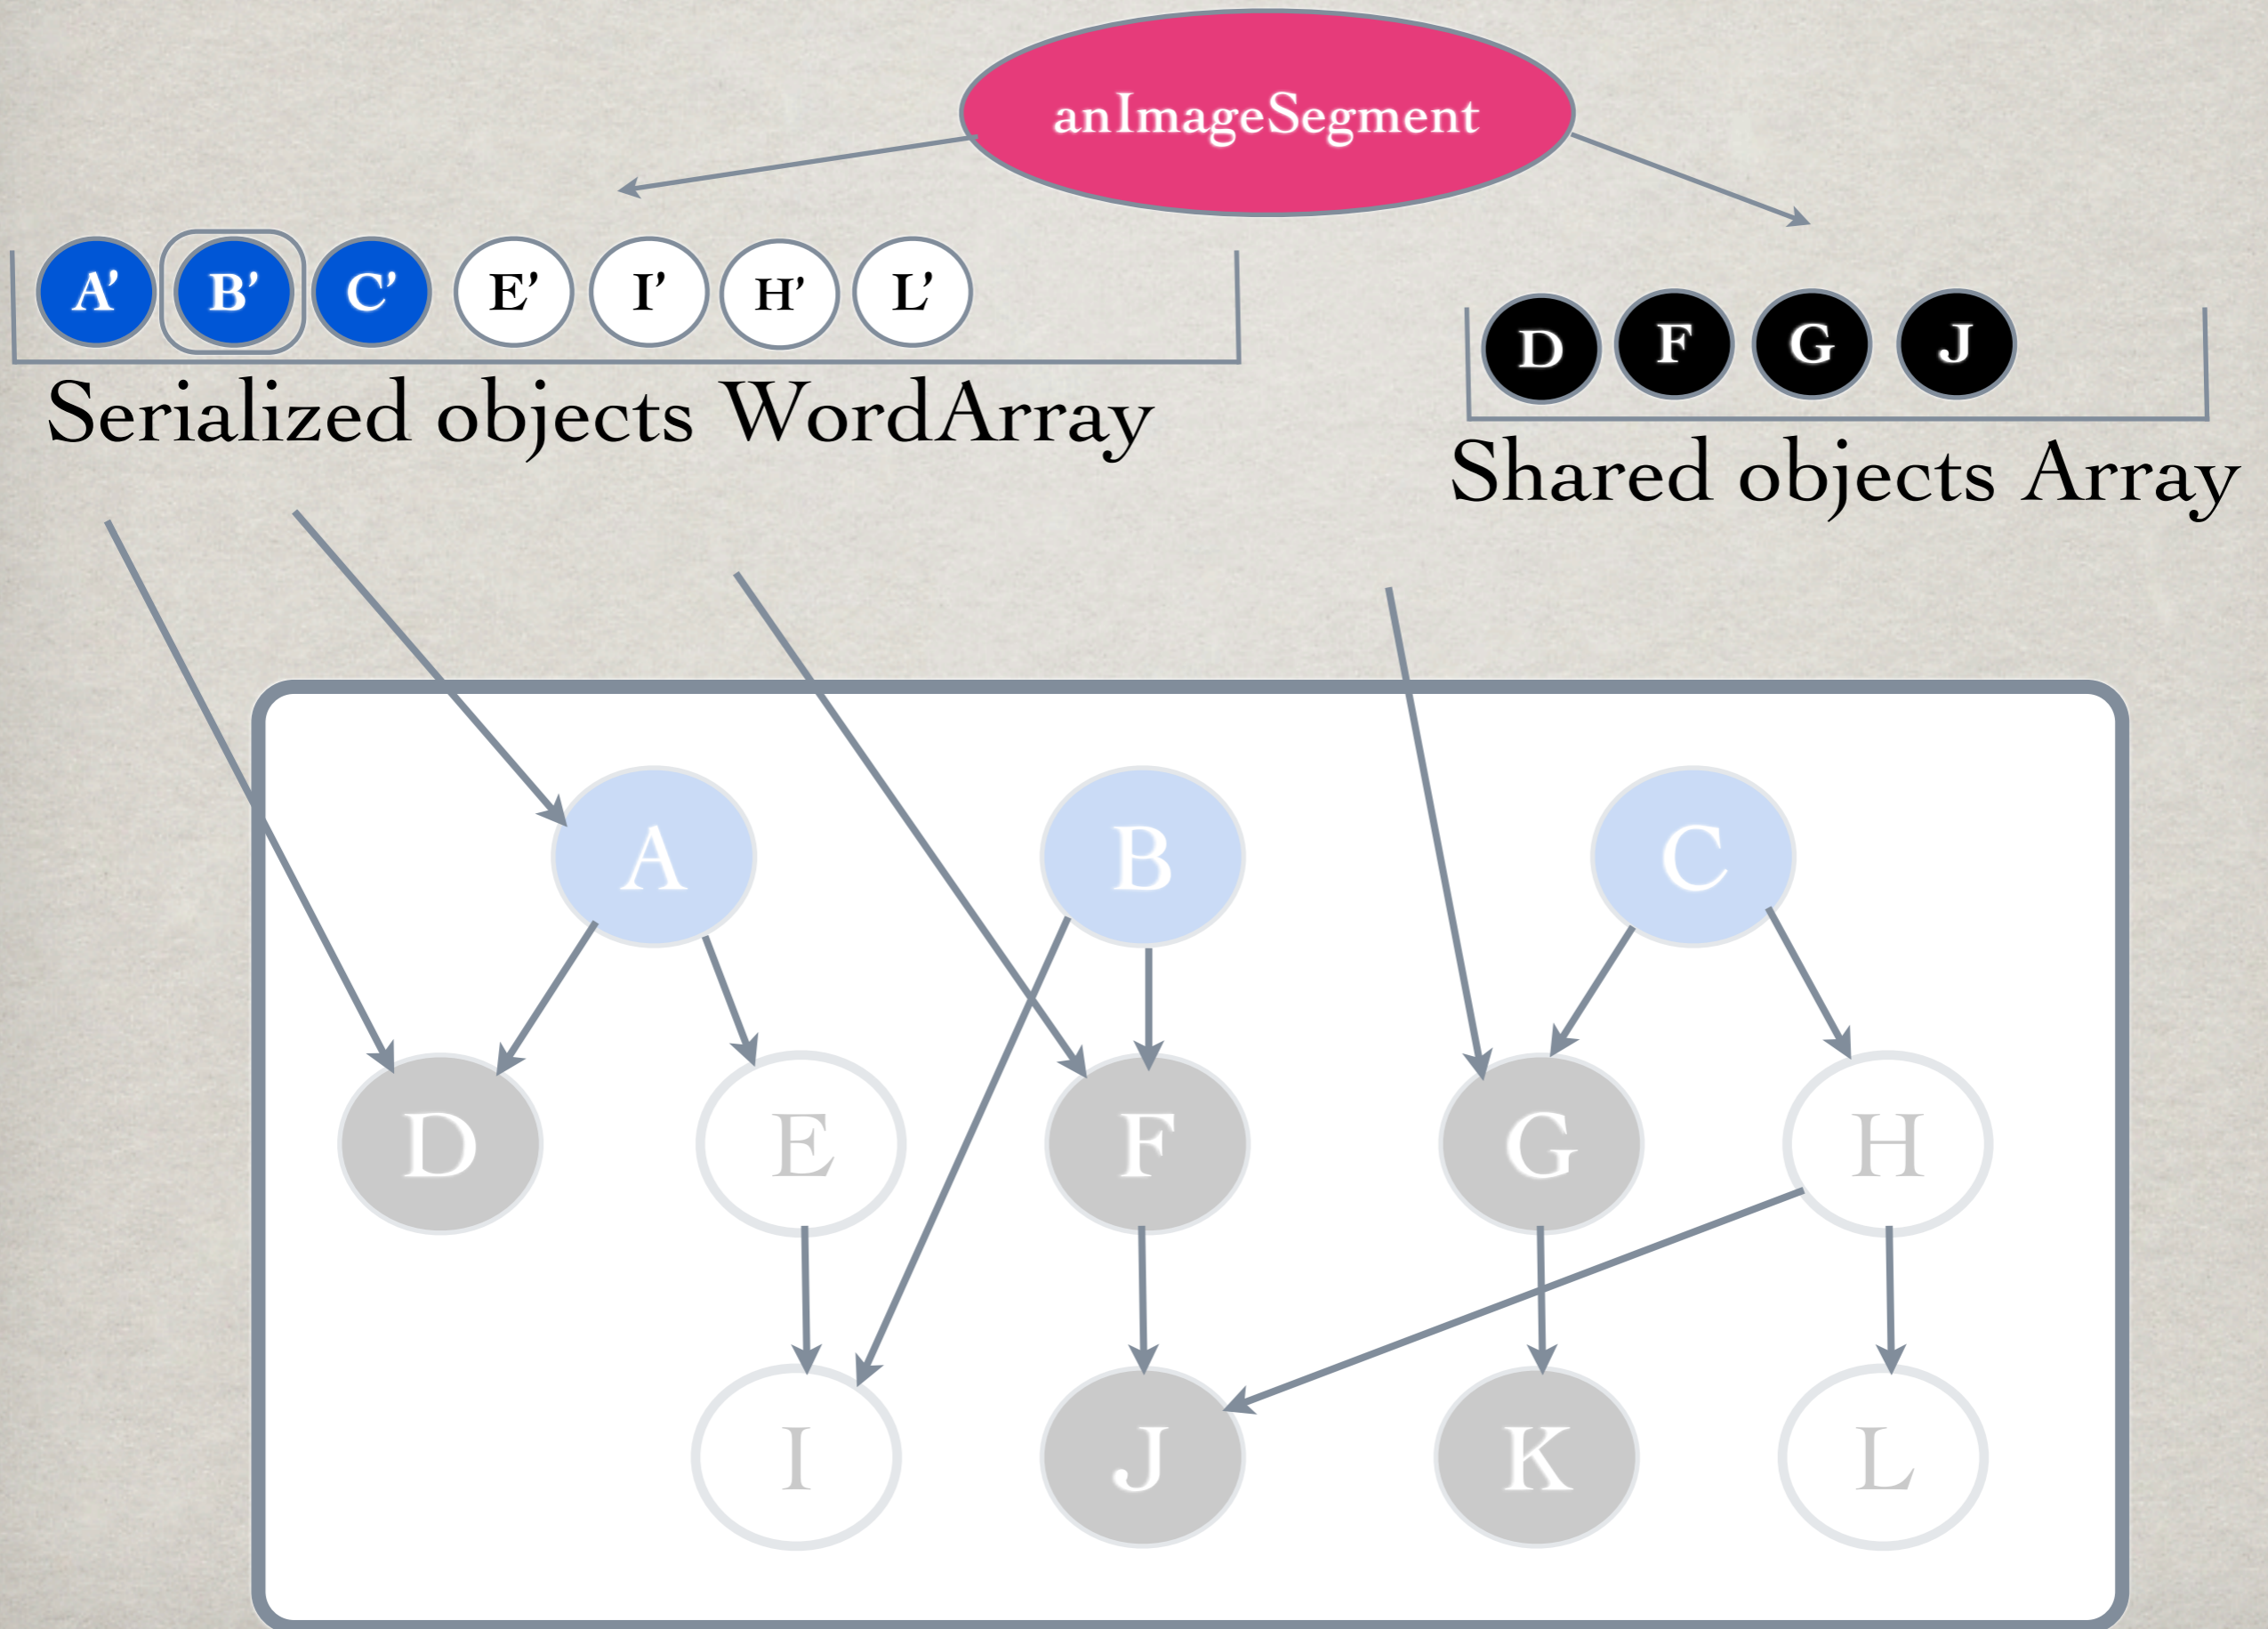 anImageSegment
A’ B’ C’ E’ I’ H’ L’
D F G J
Serialized objects WordArray
Shared objects Array
A B C
D E F G H
I J K L